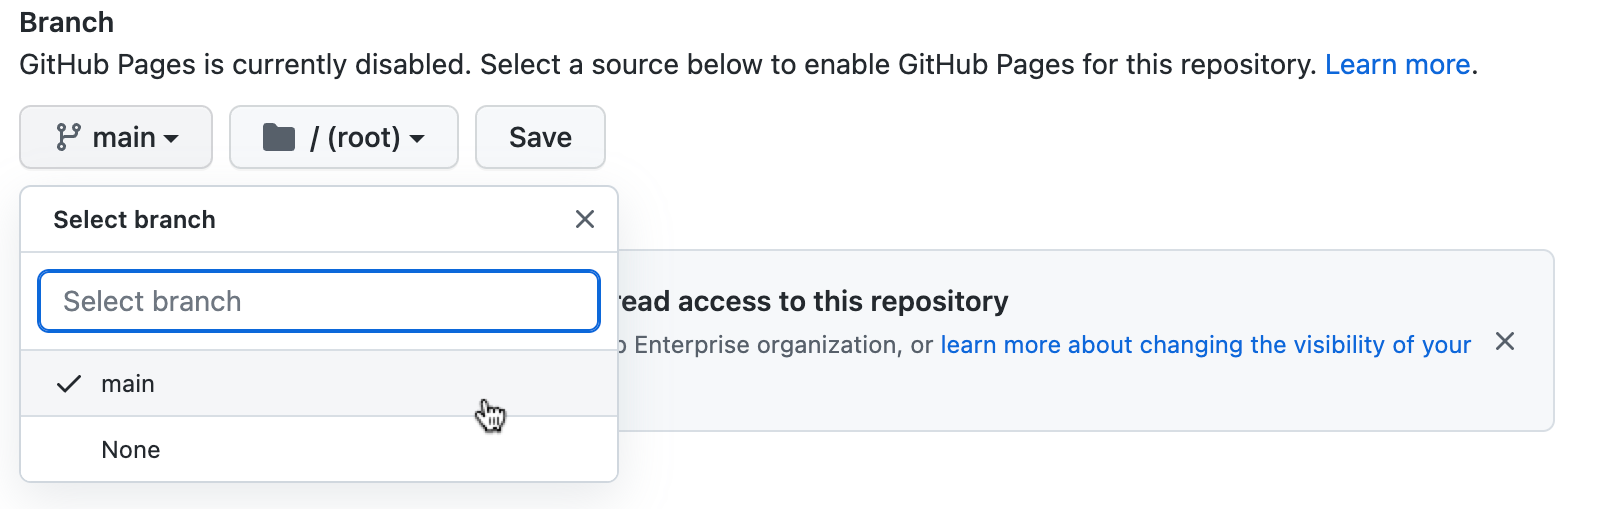 Branch
GitHub Pages is currently disabled. Select a source below to enable GitHub Pages for this repository. Learn more.
main
/ (root)
Save
Select branch
Select branch
read access to this repository
Enterprise organization, or learn more about changing the visibility of your
main
None